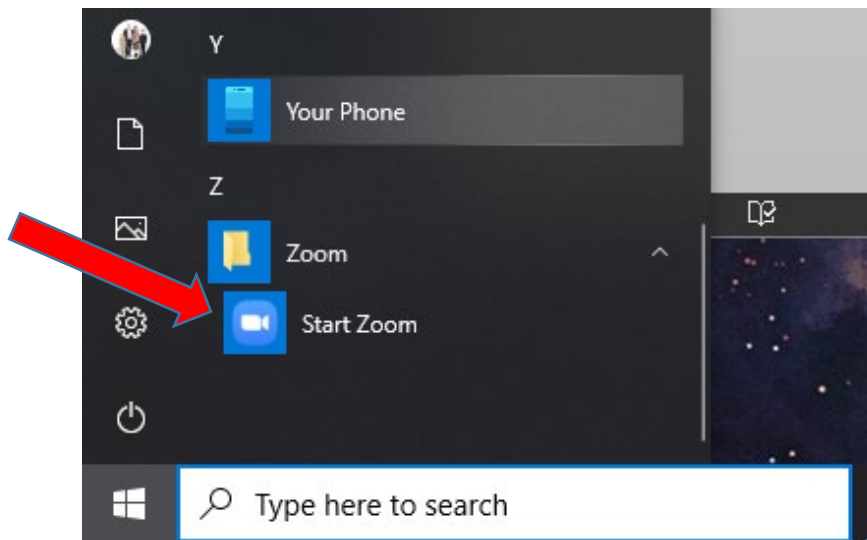 Y
Your Phone
Z
Zoom
Start Zoom
Type here to search